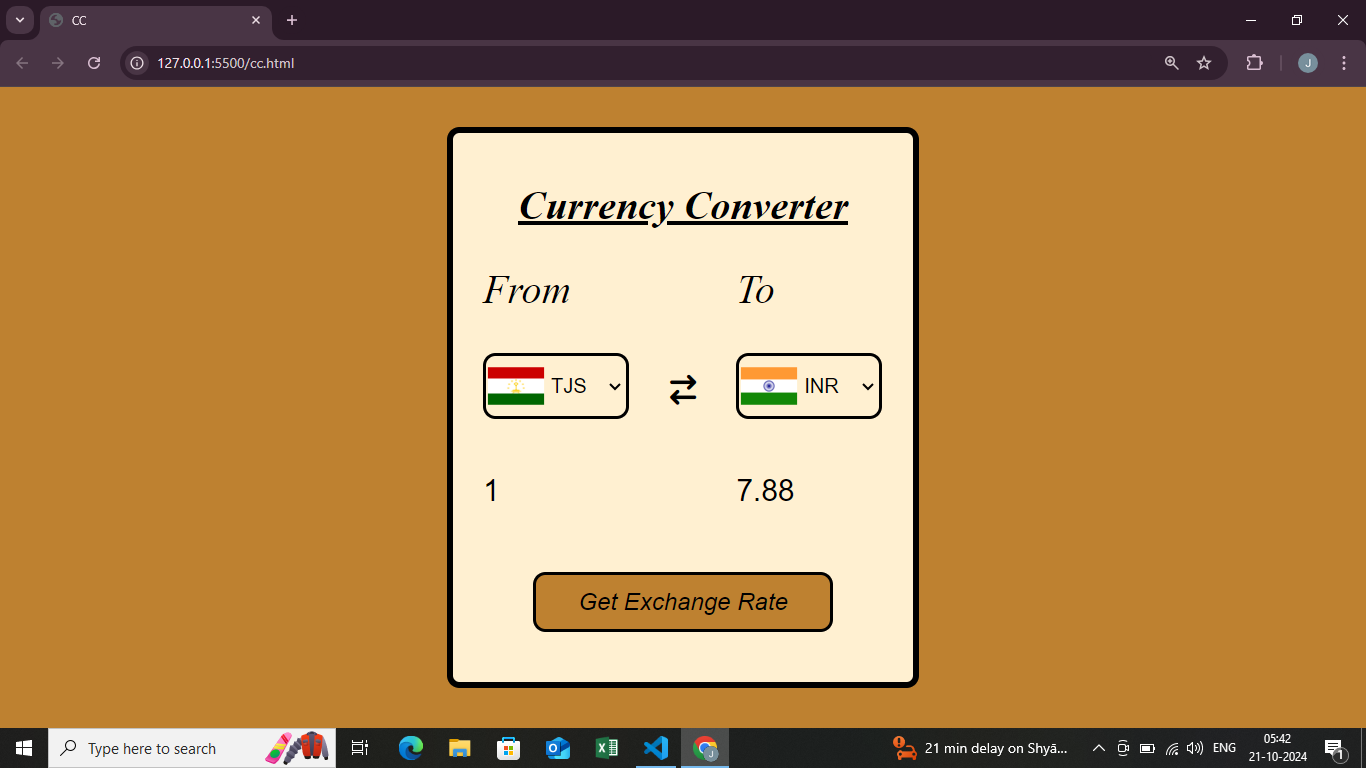 CC
127.0.0.1:5500/cc.html
J
Currency Converter
From To
TJS INR
1 7.88
Get Exchange Rate
Type here to search
21 min delay on Shyā...
ENG
05:42
21-10-2024
1